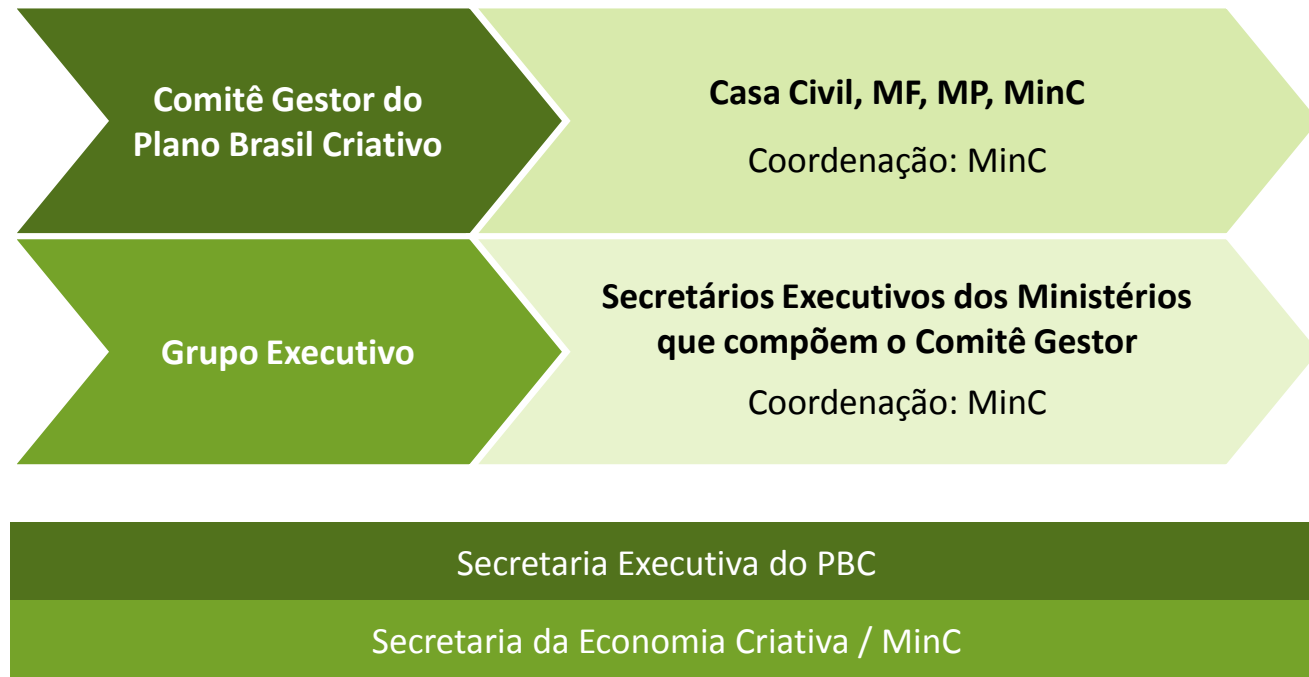 Comitê Gestor do
Plano Brasil Criativo
Casa Civil, MF, MP, MinC
Coordenação: MinC
Grupo Executivo
Secretários Executivos dos Ministérios
que compõem o Comitê Gestor
Coordenação: MinC
Secretaria Executiva do PBC
Secretaria da Economia Criativa / MinC